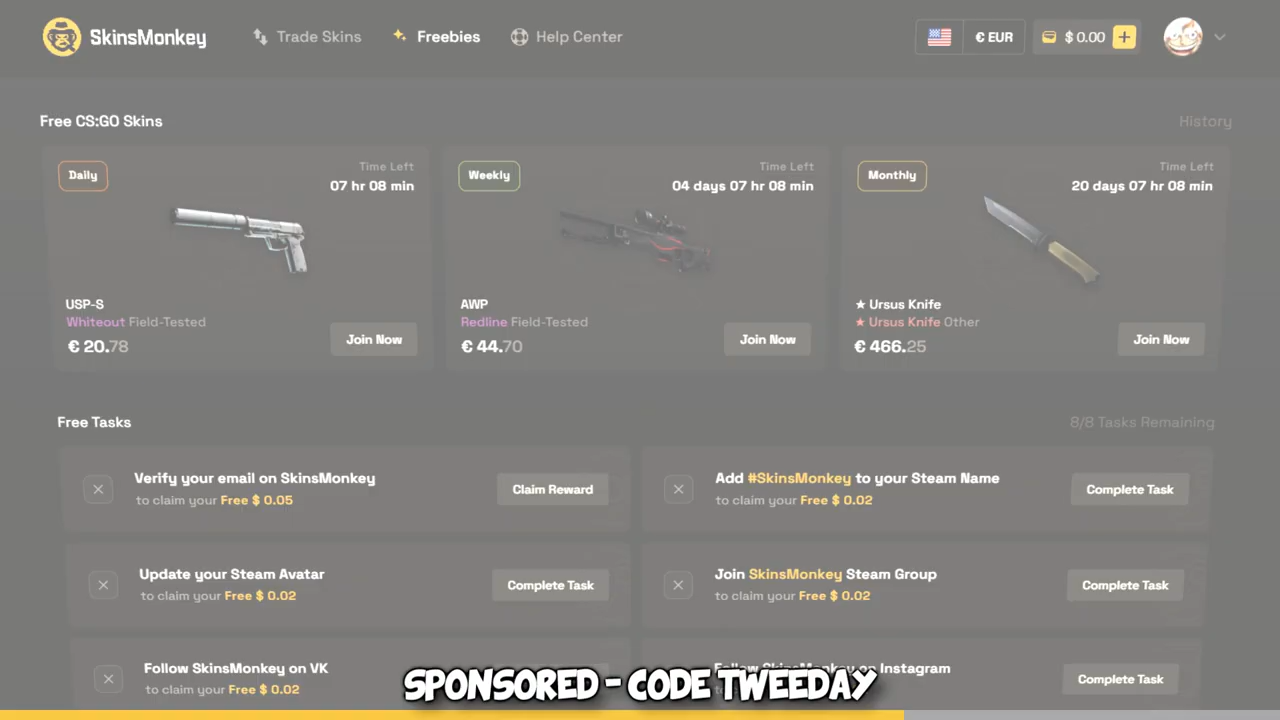 SkinsMonkey
Trade Skins
Freebies
Help Center
€ EUR
$ 0.00
+
Free CS:GO Skins
History
Daily
Time Left
07 hr 08 min
USP-S
Whiteout Field-Tested
€ 20.78
Join Now
Weekly
Time Left
04 days 07 hr 08 min
AWP
Redline Field-Tested
€ 44.70
Join Now
Monthly
Time Left
20 days 07 hr 08 min
★ Ursus Knife
★ Ursus Knife Other
€ 466.25
Join Now
Free Tasks
8/8 Tasks Remaining
Verify your email on SkinsMonkey
to claim your Free $ 0.05
Claim Reward
Add #SkinsMonkey to your Steam Name
to claim your Free $ 0.02
Complete Task
Update your Steam Avatar
to claim your Free $ 0.02
Complete Task
Join SkinsMonkey Steam Group
to claim your Free $ 0.02
Complete Task
Follow SkinsMonkey on VK
to claim your Free $ 0.02
Follow SkinsMonkey on Instagram
Complete Task
SPONSORED - CODE TWEEDAY